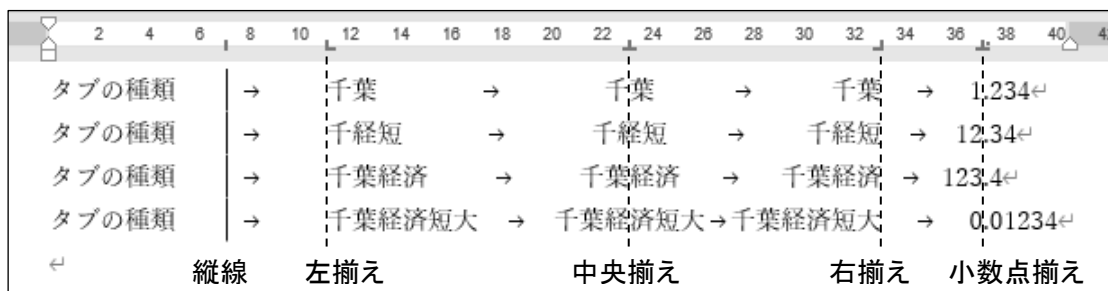 2 4 6 8 10 12 14 16 18 20 22 24 26 28 30 32 34 36 38 40
タブの種類 → 千葉 → 千葉 → 千葉 → 1.234↵
タブの種類 → 千経短 → 千経短 → 千経短 → 12.34↵
タブの種類 → 千葉経済 → 千葉経済 → 千葉経済 → 123.4↵
タブの種類 → 千葉経済短大 → 千葉経済短大 → 千葉経済短大 → 0.01234↵
↵
縦線 左揃え 中央揃え 右揃え 小数点揃え